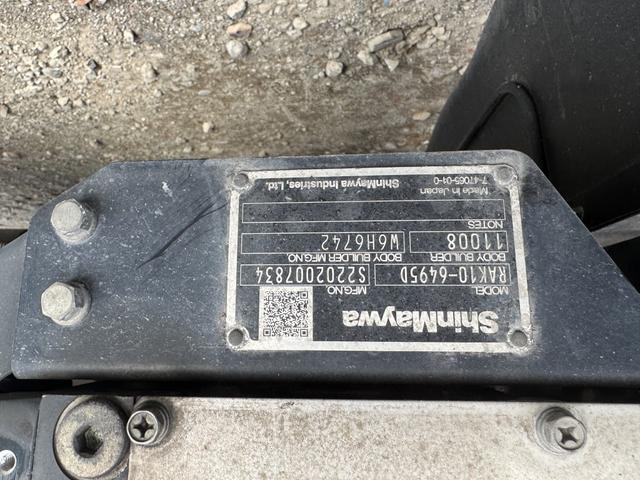 ShinMaywa
MODEL MFG.NO.
RAK10-6495D S2202007834
BODY BUILDER BODY BUILDER MFG.NO.
11008 W6H6742
NOTES
Made in Japan
7-47065-01-0 ShinMaywa Industries, Ltd.